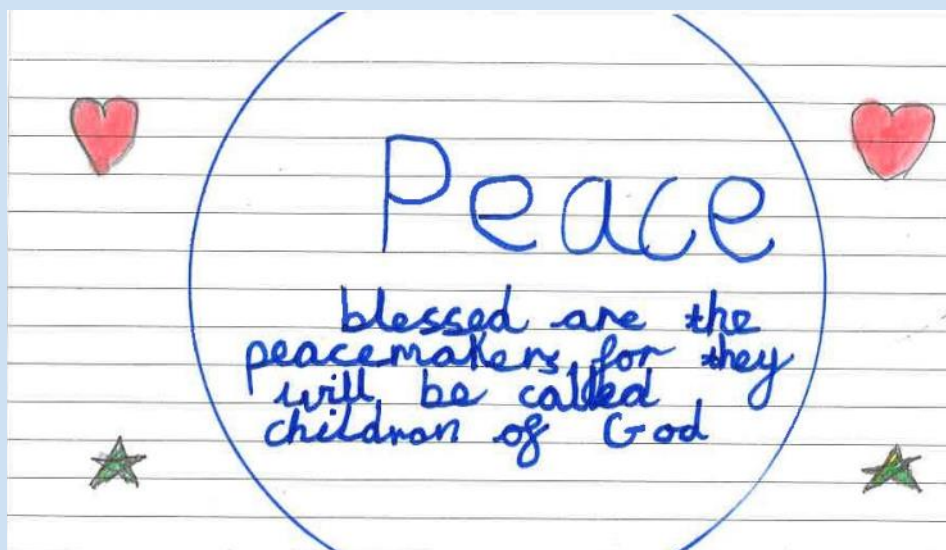 Peace
blessed are the
peacemakers, for they
will be called
childron of God